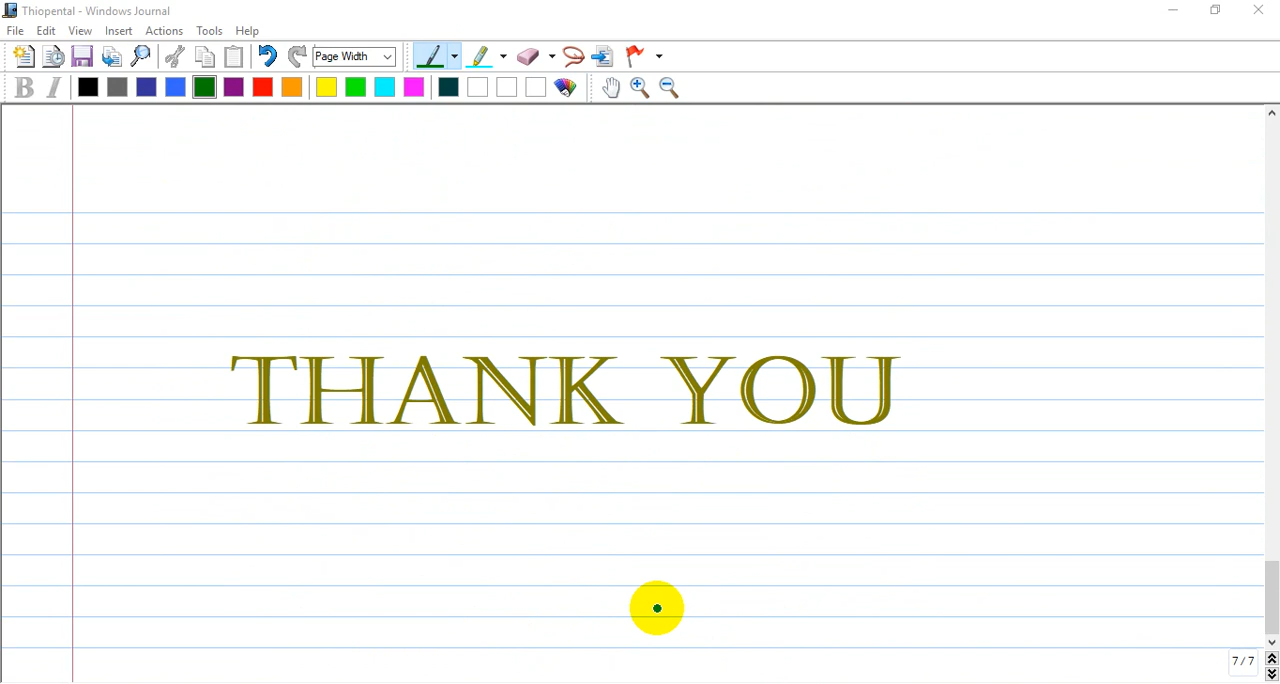 Thiopental - Windows Journal
File Edit View Insert Actions Tools Help
Page Width
B I
THANK YOU
7 / 7